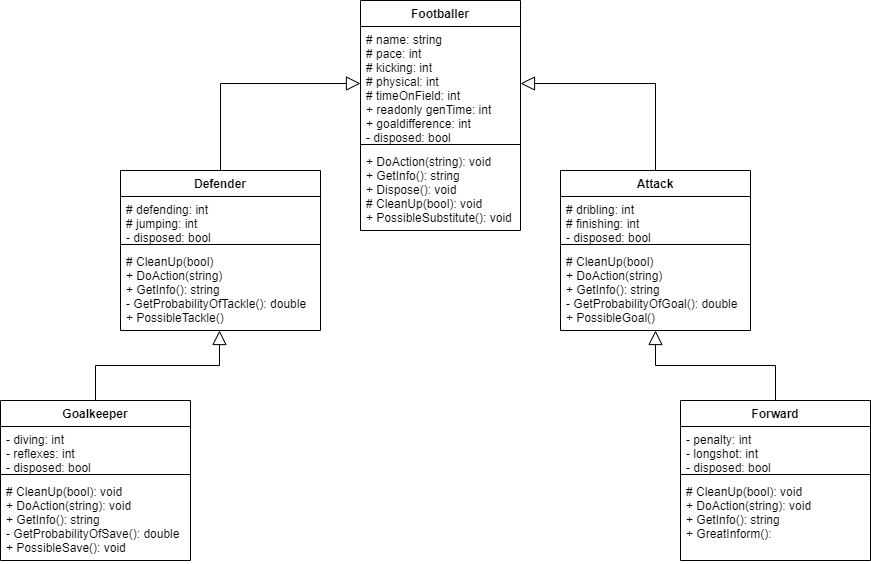 Footballer
# name: string
# pace: int
# kicking: int
# physical: int
# timeOnField: int
+ readonly genTime: int
+ goaldifference: int
- disposed: bool
+ DoAction(string): void
+ GetInfo(): string
+ Dispose(): void
# CleanUp(bool): void
+ PossibleSubstitute(): void
Defender
# defending: int
# jumping: int
- disposed: bool
# CleanUp(bool)
+ DoAction(string)
+ GetInfo(): string
- GetProbabilityOfTackle(): double
+ PossibleTackle()
Attack
# dribling: int
# finishing: int
- disposed: bool
# CleanUp(bool)
+ DoAction(string)
+ GetInfo(): string
- GetProbabilityOfGoal(): double
+ PossibleGoal()
Goalkeeper
- diving: int
- reflexes: int
- disposed: bool
# CleanUp(bool): void
+ DoAction(string): void
+ GetInfo(): string
- GetProbabilityOfSave(): double
+ PossibleSave(): void
Forward
- penalty: int
- longshot: int
- disposed: bool
# CleanUp(bool): void
+ DoAction(string): void
+ GetInfo(): string
+ GreatInform():